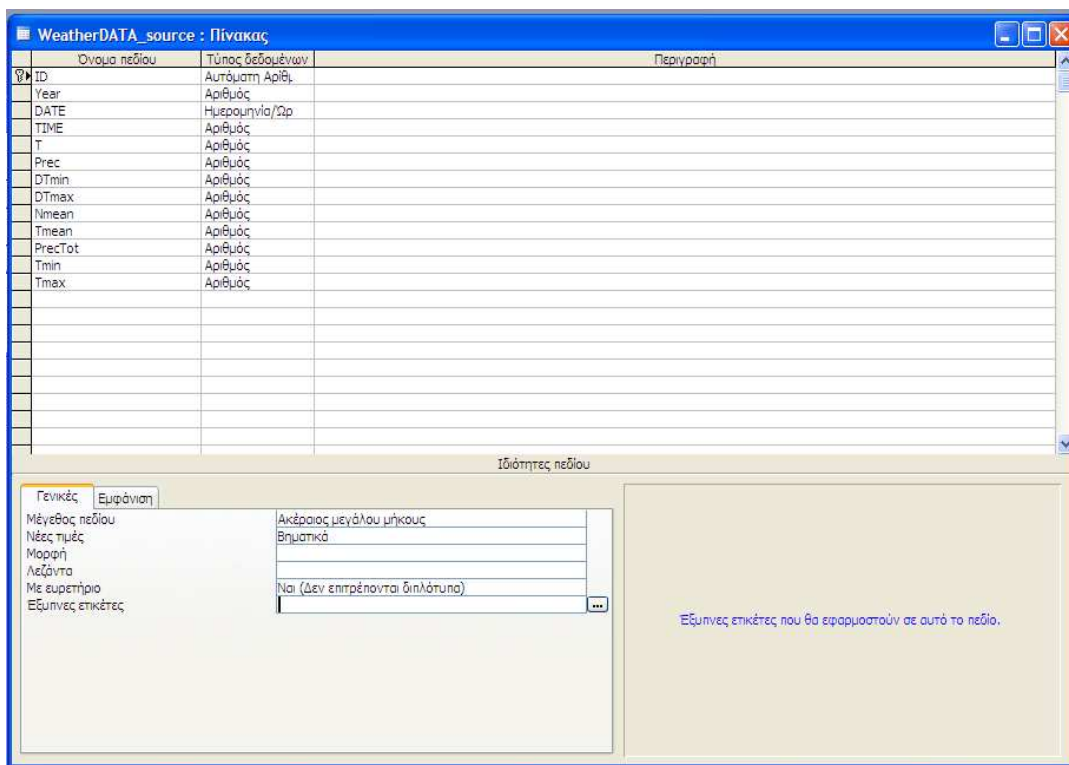 WeatherDATA_source : Πίνακας
Όνομα πεδίου Τύπος δεδομένων Περιγραφή
ID Αυτόματη Αρίθμ
Year Αριθμός
DATE Ημερομηνία/Ώρ
TIME Αριθμός
T Αριθμός
Prec Αριθμός
DTmin Αριθμός
DTmax Αριθμός
Nmean Αριθμός
Tmean Αριθμός
PrecTot Αριθμός
Tmin Αριθμός
Tmax Αριθμός
Ιδιότητες πεδίου
Γενικές Εμφάνιση
Μέγεθος πεδίου Ακέραιος μεγάλου μήκους
Νέες τιμές Βηματικά
Μορφή
Λεζάντα
Με ευρετήριο Ναι (Δεν επιτρέπονται διπλότυπα)
Έξυπνες ετικέτες ...
Έξυπνες ετικέτες που θα εφαρμοστούν σε αυτό το πεδίο.